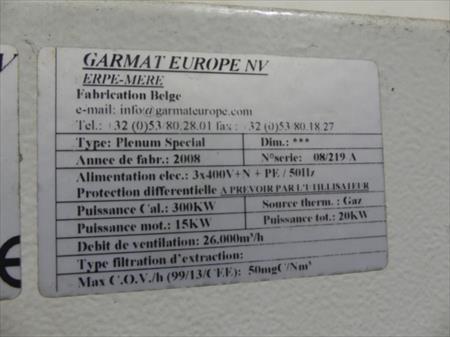 GARMAT EUROPE NV
ERPE-MERE
Fabrication Belge
e-mail: info@garmateurope.com
Tel.: +32 (0)53/80.28.01 fax : +32 (0)53/80.18.27
Type: Plenum Special Dim.: ***
Annee de fabr.: 2008 N°serie: 08/219 A
Alimentation elec.: 3x400V+N + PE / 50Hz
Protection differentielle A PREVOIR PAR L'UTILISATEUR
Puissance Cal.: 300KW Source therm. : Gaz
Puissance mot.: 15KW Puissance tot.: 20KW
Debit de ventilation: 26.000m³/h
Type filtration d'extraction:
Max C.O.V./h (99/13/CEE): 50mgC/Nm³